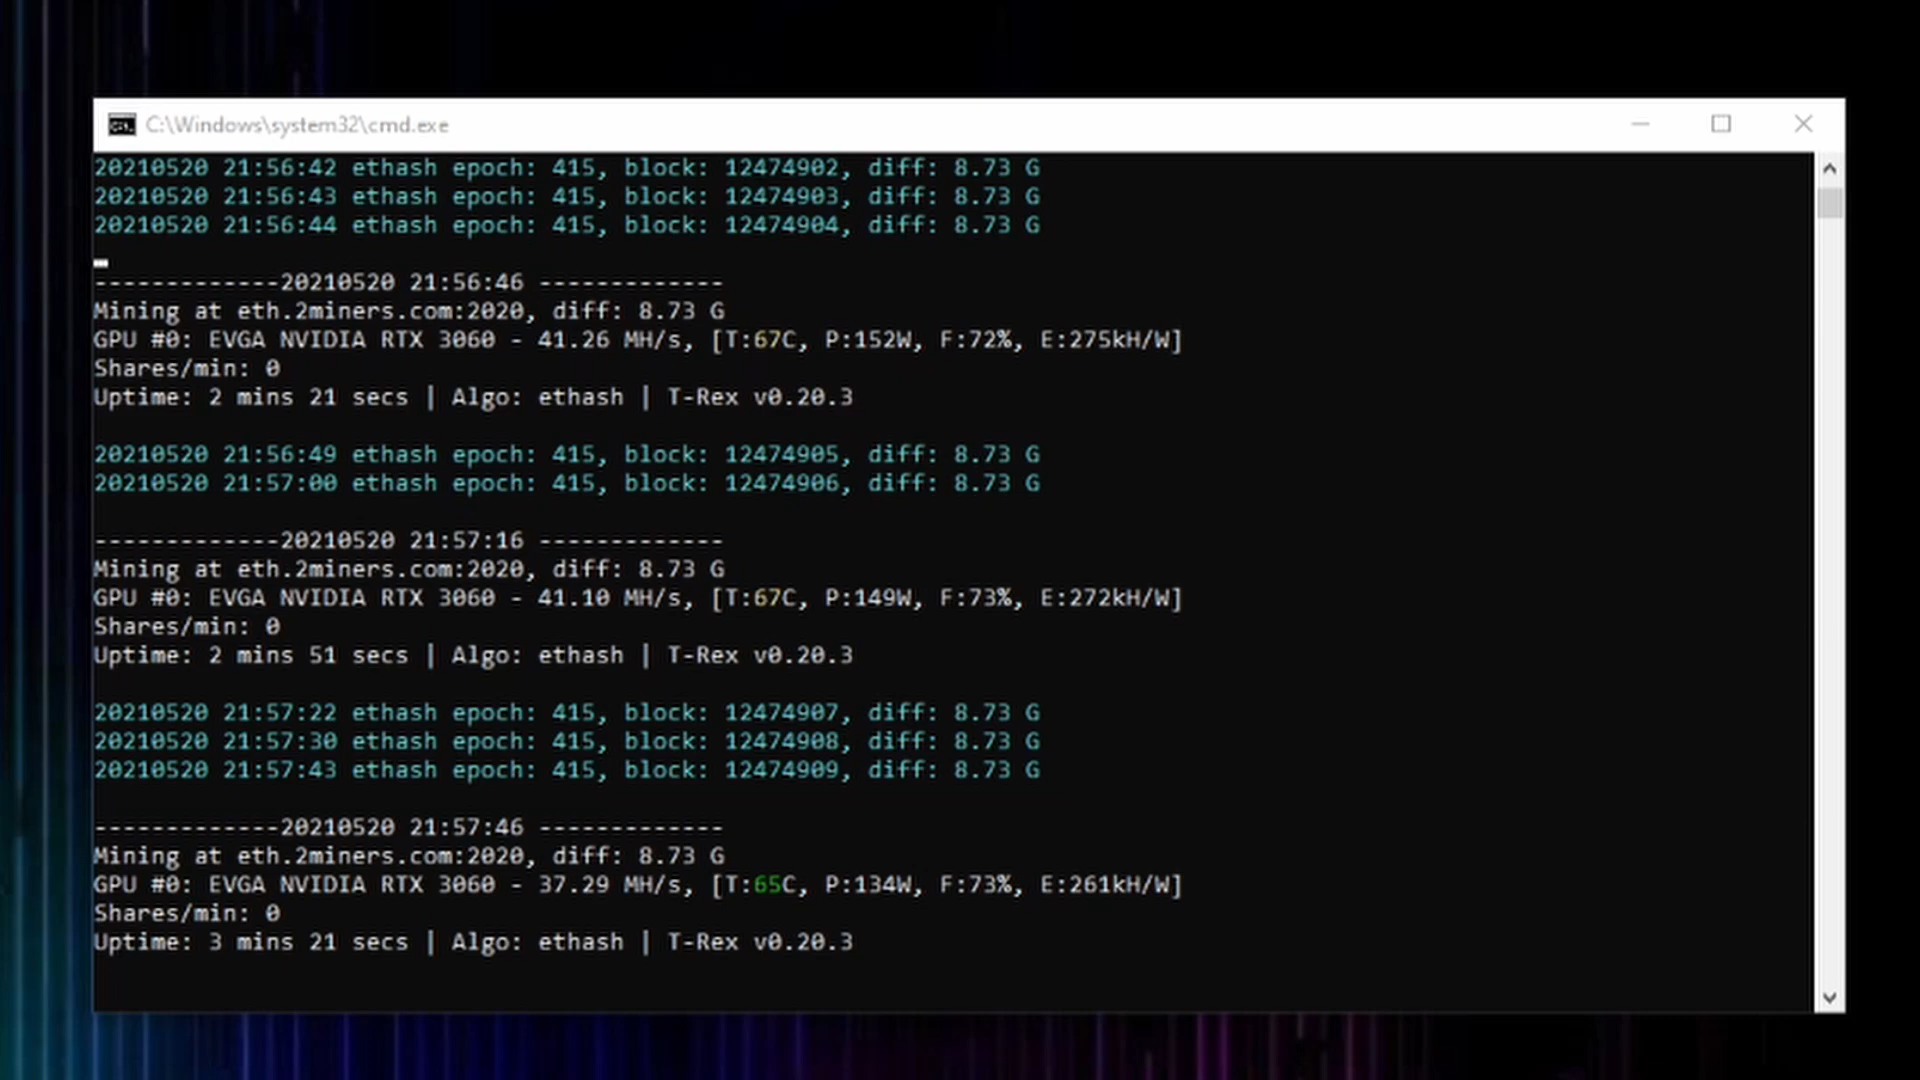 C:\Windows\system32\cmd.exe
20210520 21:56:42 ethash epoch: 415, block: 12474902, diff: 8.73 G
20210520 21:56:43 ethash epoch: 415, block: 12474903, diff: 8.73 G
20210520 21:56:44 ethash epoch: 415, block: 12474904, diff: 8.73 G
-------------20210520 21:56:46 -------------
Mining at eth.2miners.com:2020, diff: 8.73 G
GPU #0: EVGA NVIDIA RTX 3060 - 41.26 MH/s, [T:67C, P:152W, F:72%, E:275kH/W]
Shares/min: 0
Uptime: 2 mins 21 secs | Algo: ethash | T-Rex v0.20.3
20210520 21:56:49 ethash epoch: 415, block: 12474905, diff: 8.73 G
20210520 21:57:00 ethash epoch: 415, block: 12474906, diff: 8.73 G
-------------20210520 21:57:16 -------------
Mining at eth.2miners.com:2020, diff: 8.73 G
GPU #0: EVGA NVIDIA RTX 3060 - 41.10 MH/s, [T:67C, P:149W, F:73%, E:272kH/W]
Shares/min: 0
Uptime: 2 mins 51 secs | Algo: ethash | T-Rex v0.20.3
20210520 21:57:22 ethash epoch: 415, block: 12474907, diff: 8.73 G
20210520 21:57:30 ethash epoch: 415, block: 12474908, diff: 8.73 G
20210520 21:57:43 ethash epoch: 415, block: 12474909, diff: 8.73 G
-------------20210520 21:57:46 -------------
Mining at eth.2miners.com:2020, diff: 8.73 G
GPU #0: EVGA NVIDIA RTX 3060 - 37.29 MH/s, [T:65C, P:134W, F:73%, E:261kH/W]
Shares/min: 0
Uptime: 3 mins 21 secs | Algo: ethash | T-Rex v0.20.3